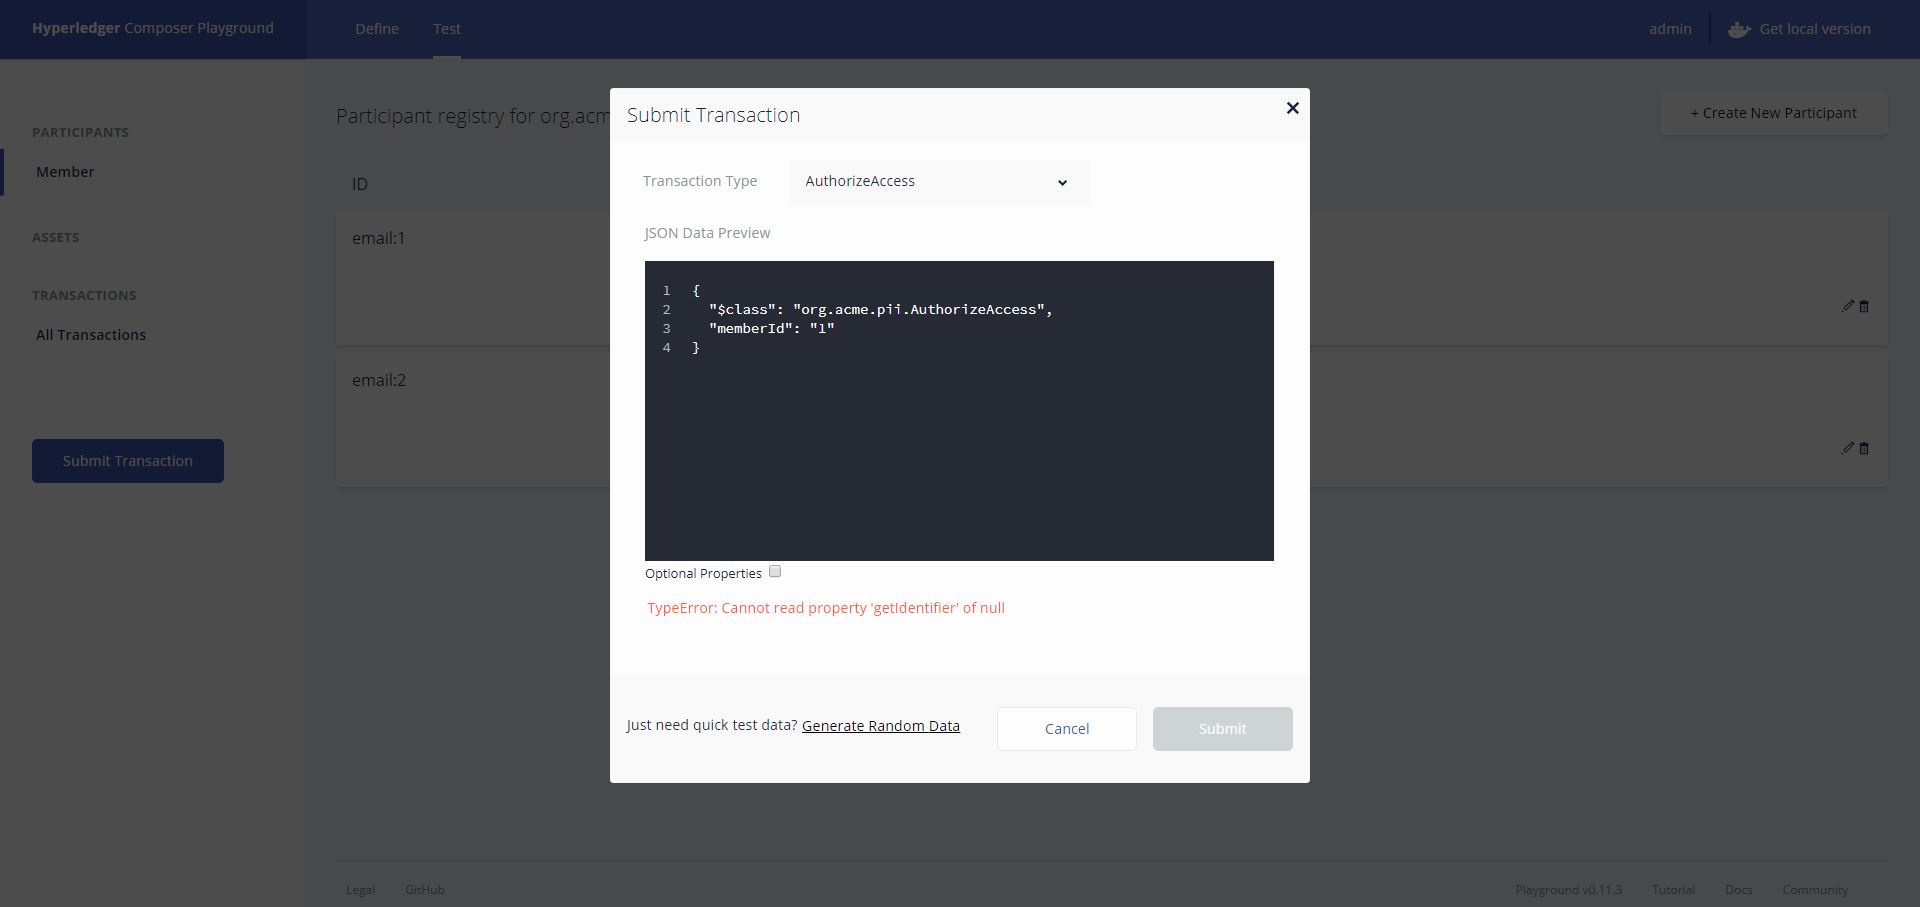 Hyperledger Composer Playground
Define
Test
admin
Get local version
PARTICIPANTS
Member
ASSETS
TRANSACTIONS
All Transactions
Submit Transaction
Participant registry for org.acm
+ Create New Participant
ID
email:1
email:2
Submit Transaction
×
Transaction Type
AuthorizeAccess
JSON Data Preview
1 {
2 "$class": "org.acme.pii.AuthorizeAccess",
3 "memberId": "1"
4 }
Optional Properties
TypeError: Cannot read property 'getIdentifier' of null
Just need quick test data? Generate Random Data
Cancel
Submit
Legal
GitHub
Playground v0.11.3
Tutorial
Docs
Community